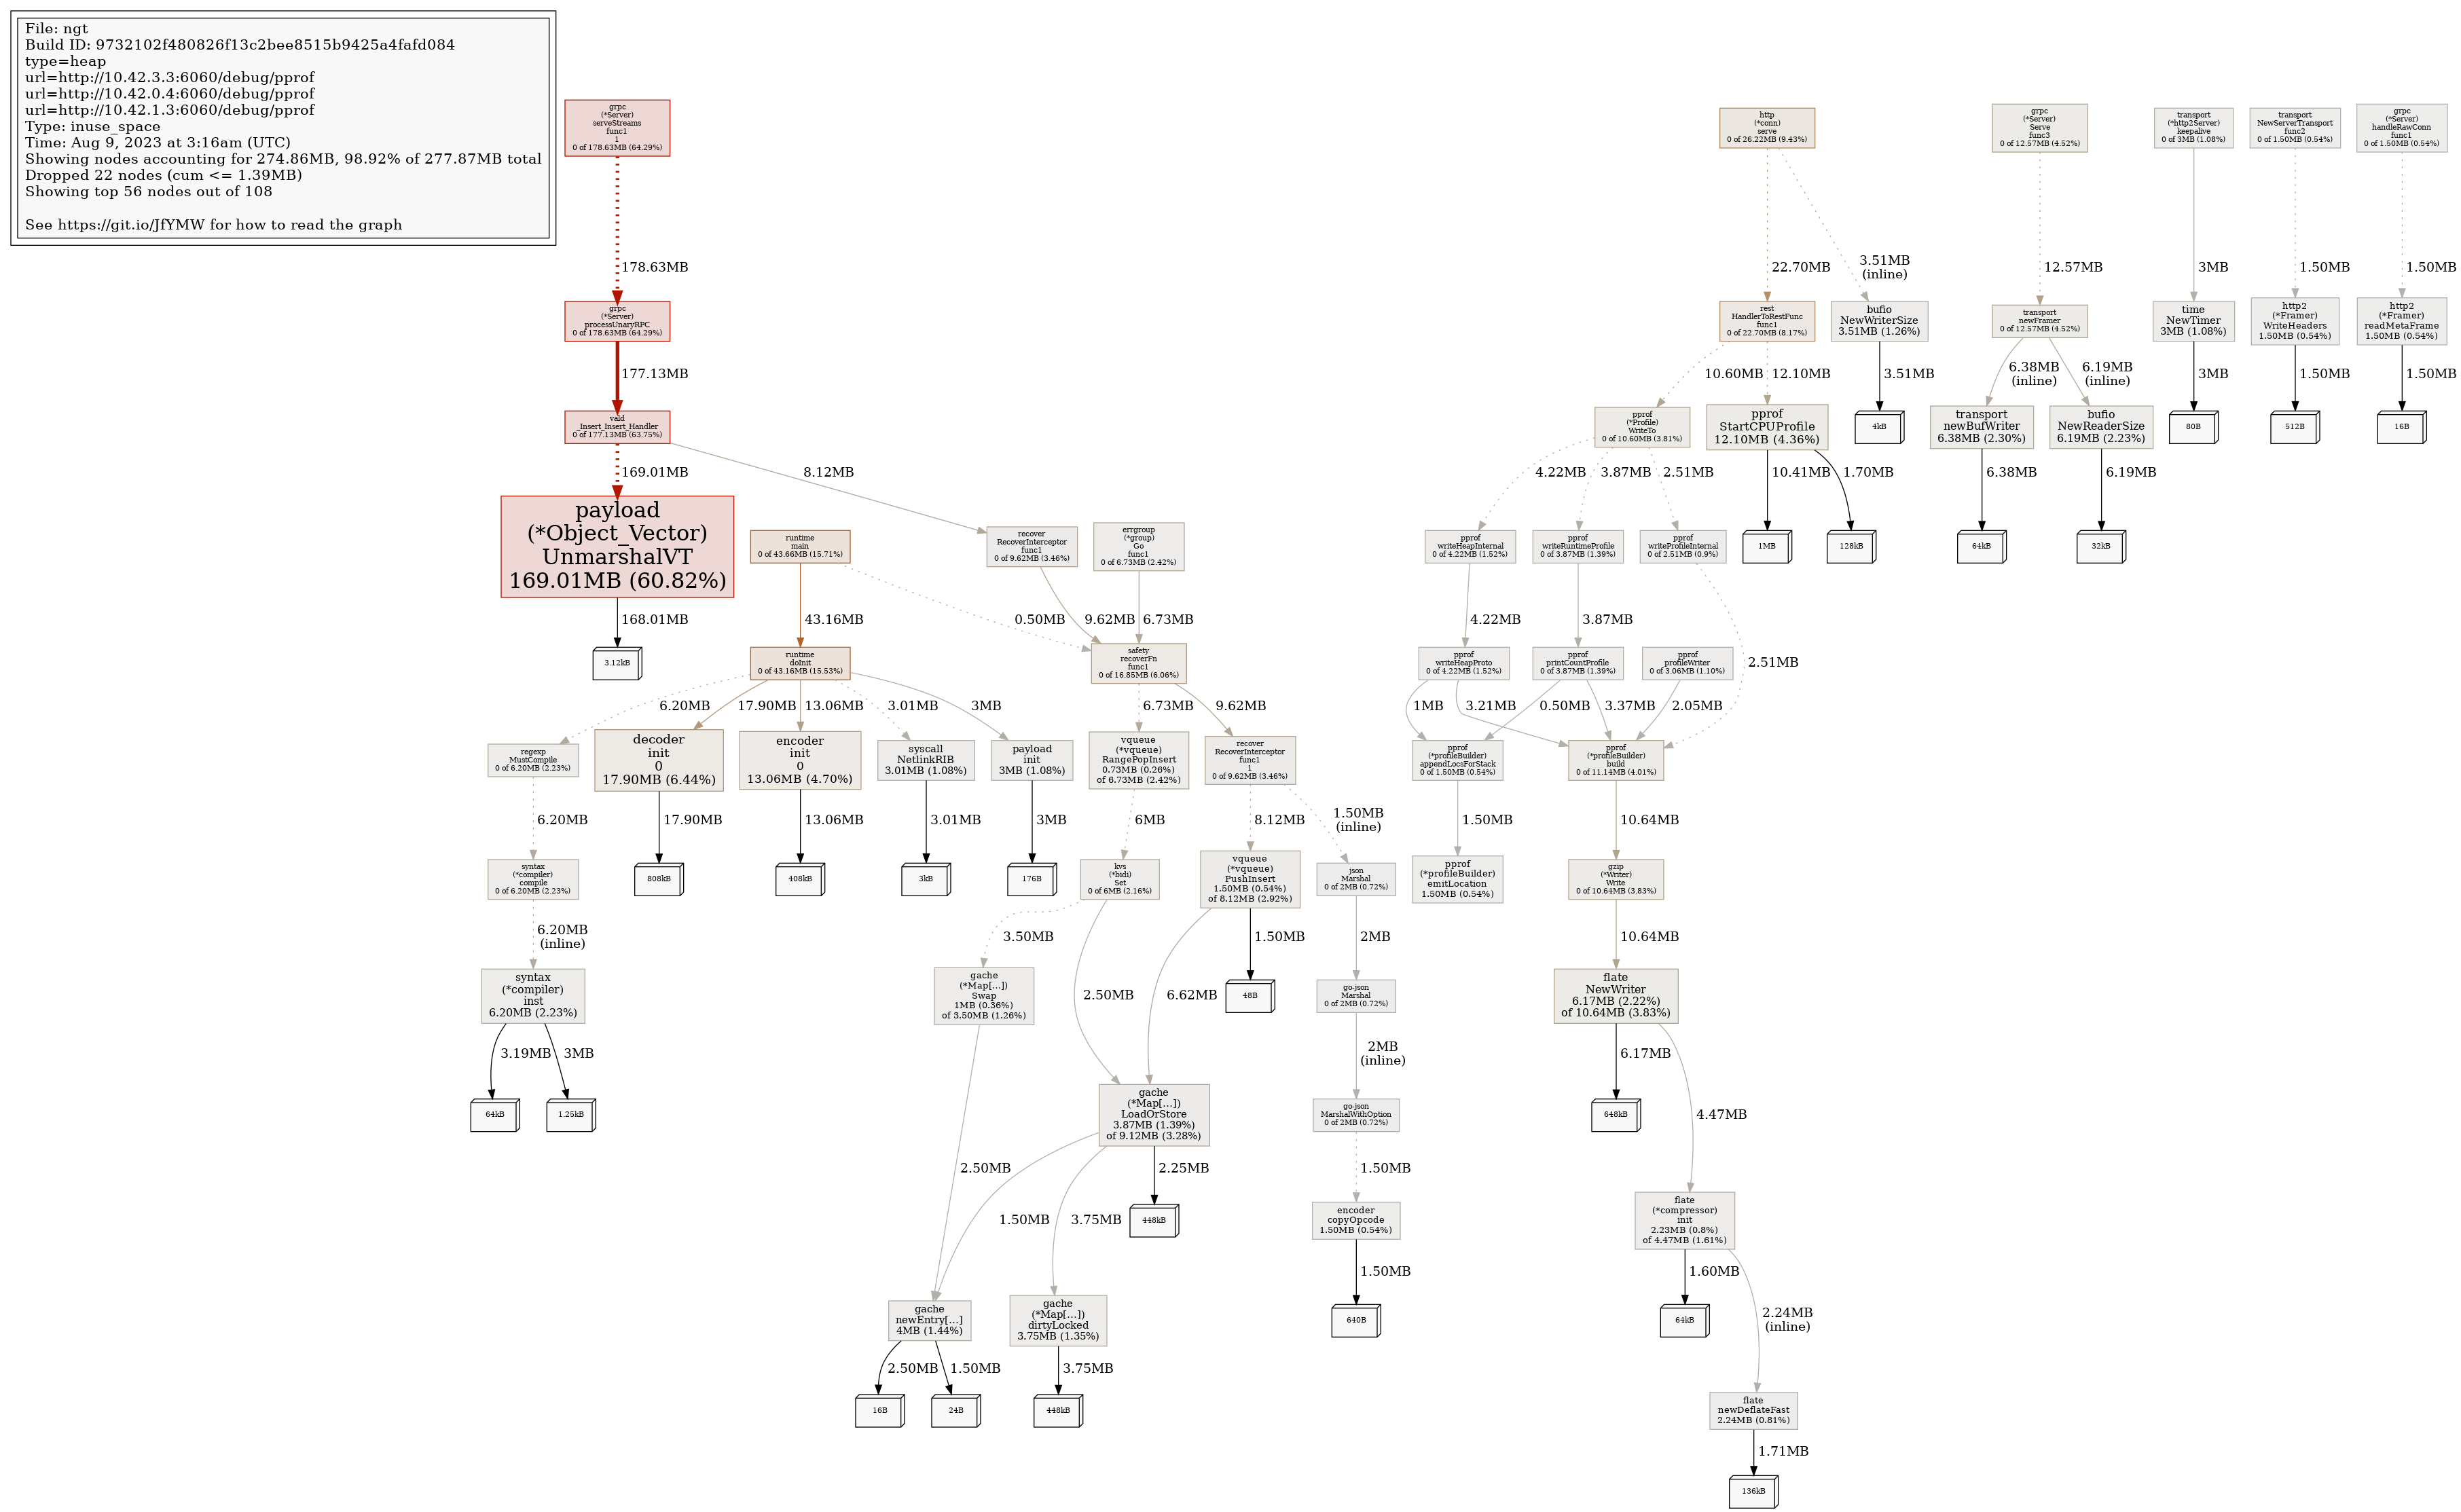 File: ngt
Build ID: 9732102f480826f13c2bee8515b9425a4fafd084
type=heap
url=http://10.42.3.3:6060/debug/pprof
url=http://10.42.0.4:6060/debug/pprof
url=http://10.42.1.3:6060/debug/pprof
Type: inuse_space
Time: Aug 9, 2023 at 3:16am (UTC)
Showing nodes accounting for 274.86MB, 98.92% of 277.87MB total
Dropped 22 nodes (cum <= 1.39MB)
Showing top 56 nodes out of 108
See https://git.io/JfYMW for how to read the graph
grpc
(*Server)
serveStreams
func1
1
0 of 178.63MB (64.29%)
http
(*conn)
serve
0 of 26.22MB (9.43%)
grpc
(*Server)
Serve
func3
0 of 12.57MB (4.52%)
transport
(*http2Server)
keepalive
0 of 3MB (1.08%)
transport
NewServerTransport
func2
0 of 1.50MB (0.54%)
grpc
(*Server)
handleRawConn
func1
0 of 1.50MB (0.54%)
178.63MB
22.70MB
3.51MB
(inline)
12.57MB
3MB
1.50MB
1.50MB
grpc
(*Server)
processUnaryRPC
0 of 178.63MB (64.29%)
rest
HandlerToRestFunc
func1
0 of 22.70MB (8.17%)
bufio
NewWriterSize
3.51MB (1.26%)
transport
newFramer
0 of 12.57MB (4.52%)
time
NewTimer
3MB (1.08%)
http2
(*Framer)
WriteHeaders
1.50MB (0.54%)
http2
(*Framer)
readMetaFrame
1.50MB (0.54%)
177.13MB
10.60MB
12.10MB
3.51MB
6.38MB
(inline)
6.19MB
(inline)
3MB
1.50MB
1.50MB
vald
_Insert_Insert_Handler
0 of 177.13MB (63.75%)
pprof
(*Profile)
WriteTo
0 of 10.60MB (3.81%)
pprof
StartCPUProfile
12.10MB (4.36%)
4kB
transport
newBufWriter
6.38MB (2.30%)
bufio
NewReaderSize
6.19MB (2.23%)
80B
512B
16B
169.01MB
8.12MB
4.22MB
3.87MB
2.51MB
10.41MB
1.70MB
6.38MB
6.19MB
payload
(*Object_Vector)
UnmarshalVT
169.01MB (60.82%)
runtime
main
0 of 43.66MB (15.71%)
recover
RecoverInterceptor
func1
0 of 9.62MB (3.46%)
errgroup
(*group)
Go
func1
0 of 6.73MB (2.42%)
pprof
writeHeapInternal
0 of 4.22MB (1.52%)
pprof
writeRuntimeProfile
0 of 3.87MB (1.39%)
pprof
writeProfileInternal
0 of 2.51MB (0.9%)
1MB
128kB
64kB
32kB
168.01MB
43.16MB
0.50MB
9.62MB
6.73MB
4.22MB
3.87MB
2.51MB
3.12kB
runtime
doInit
0 of 43.16MB (15.53%)
safety
recoverFn
func1
0 of 16.85MB (6.06%)
pprof
writeHeapProto
0 of 4.22MB (1.52%)
pprof
printCountProfile
0 of 3.87MB (1.39%)
pprof
profileWriter
0 of 3.06MB (1.10%)
6.20MB
17.90MB
13.06MB
3.01MB
3MB
6.73MB
9.62MB
1MB
3.21MB
0.50MB
3.37MB
2.05MB
regexp
MustCompile
0 of 6.20MB (2.23%)
decoder
init
0
17.90MB (6.44%)
encoder
init
0
13.06MB (4.70%)
syscall
NetlinkRIB
3.01MB (1.08%)
payload
init
3MB (1.08%)
vqueue
(*vqueue)
RangePopInsert
0.73MB (0.26%)
of 6.73MB (2.42%)
recover
RecoverInterceptor
func1
1
0 of 9.62MB (3.46%)
pprof
(*profileBuilder)
appendLocsForStack
0 of 1.50MB (0.54%)
pprof
(*profileBuilder)
build
0 of 11.14MB (4.01%)
6.20MB
17.90MB
13.06MB
3.01MB
3MB
6MB
8.12MB
1.50MB
(inline)
1.50MB
10.64MB
syntax
(*compiler)
compile
0 of 6.20MB (2.23%)
808kB
408kB
3kB
176B
kvs
(*bidi)
Set
0 of 6MB (2.16%)
vqueue
(*vqueue)
PushInsert
1.50MB (0.54%)
of 8.12MB (2.92%)
json
Marshal
0 of 2MB (0.72%)
pprof
(*profileBuilder)
emitLocation
1.50MB (0.54%)
gzip
(*Writer)
Write
0 of 10.64MB (3.83%)
6.20MB
(inline)
3.50MB
2.50MB
6.62MB
1.50MB
2MB
10.64MB
syntax
(*compiler)
inst
6.20MB (2.23%)
gache
(*Map[…])
Swap
1MB (0.36%)
of 3.50MB (1.26%)
48B
go-json
Marshal
0 of 2MB (0.72%)
flate
NewWriter
6.17MB (2.22%)
of 10.64MB (3.83%)
3.19MB
3MB
2MB
(inline)
6.17MB
4.47MB
64kB
1.25kB
gache
(*Map[…])
LoadOrStore
3.87MB (1.39%)
of 9.12MB (3.28%)
go-json
MarshalWithOption
0 of 2MB (0.72%)
648kB
2.50MB
1.50MB
3.75MB
2.25MB
1.50MB
448kB
encoder
copyOpcode
1.50MB (0.54%)
flate
(*compressor)
init
2.23MB (0.8%)
of 4.47MB (1.61%)
1.50MB
1.60MB
2.24MB
(inline)
gache
newEntry[…]
4MB (1.44%)
gache
(*Map[…])
dirtyLocked
3.75MB (1.35%)
640B
64kB
2.50MB
1.50MB
3.75MB
16B
24B
448kB
flate
newDeflateFast
2.24MB (0.81%)
1.71MB
136kB